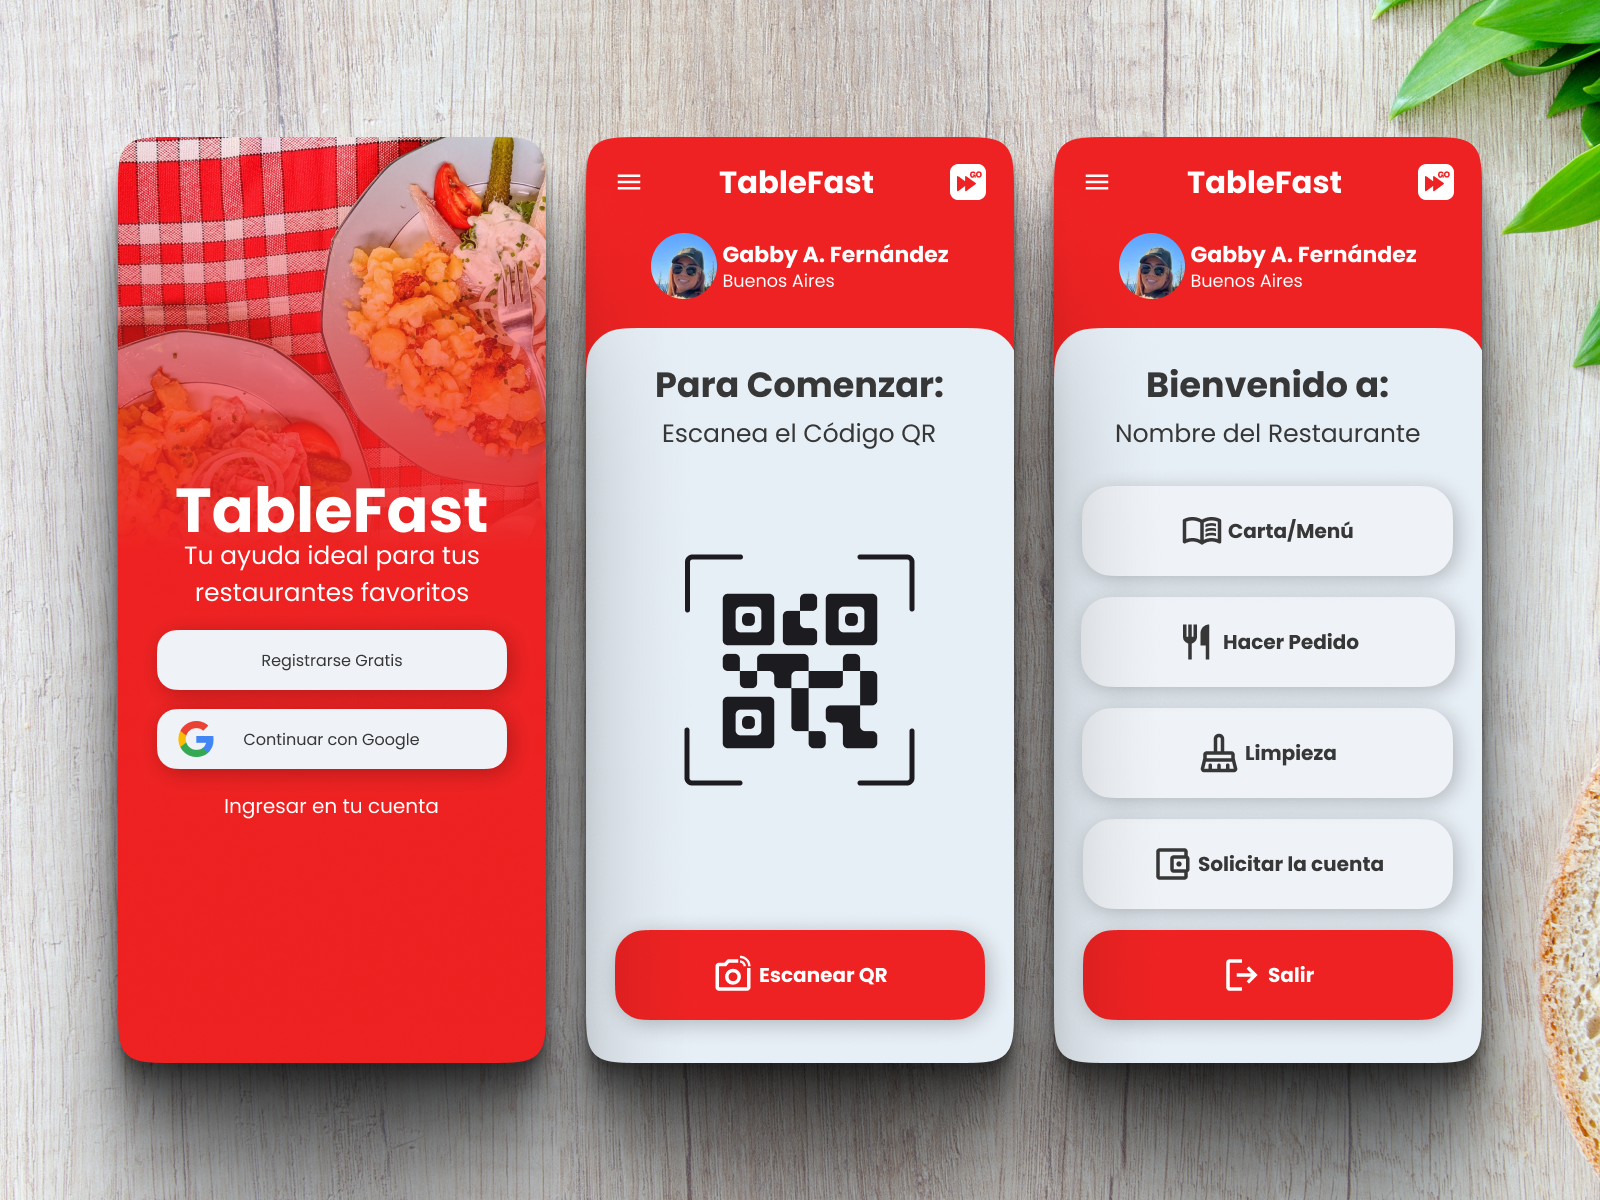 TableFast
Tu ayuda ideal para tus
restaurantes favoritos
Registrarse Gratis
Continuar con Google
Ingresar en tu cuenta
TableFast
GO
Gabby A. Fernández
Buenos Aires
Para Comenzar:
Escanea el Código QR
Escanear QR
TableFast
GO
Gabby A. Fernández
Buenos Aires
Bienvenido a:
Nombre del Restaurante
Carta/Menú
Hacer Pedido
Limpieza
Solicitar la cuenta
Salir